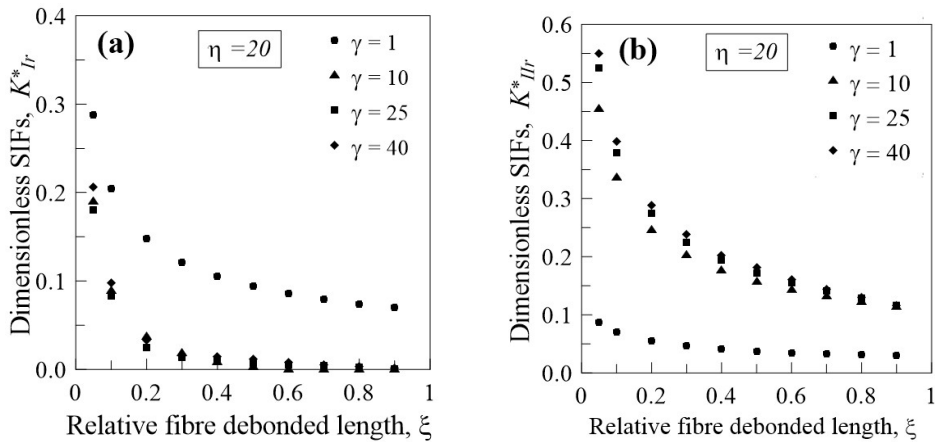 (a)
η =20
γ = 1
γ = 10
γ = 25
γ = 40
Dimensionless SIFs, K*Ir
0.4
0.3
0.2
0.1
0.0
0 0.2 0.4 0.6 0.8 1
Relative fibre debonded length, ξ
(b)
η =20
γ = 1
γ = 10
γ = 25
γ = 40
Dimensionless SIFs, K*IIr
0.6
0.5
0.4
0.3
0.2
0.1
0.0
0 0.2 0.4 0.6 0.8 1
Relative fibre debonded length, ξ